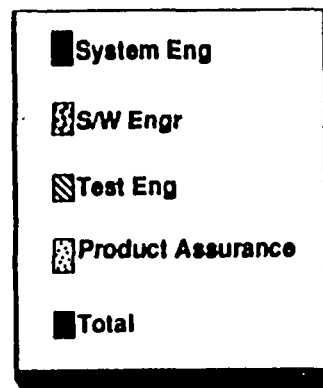 System Eng
S/W Engr
Test Eng
Product Assurance
Total